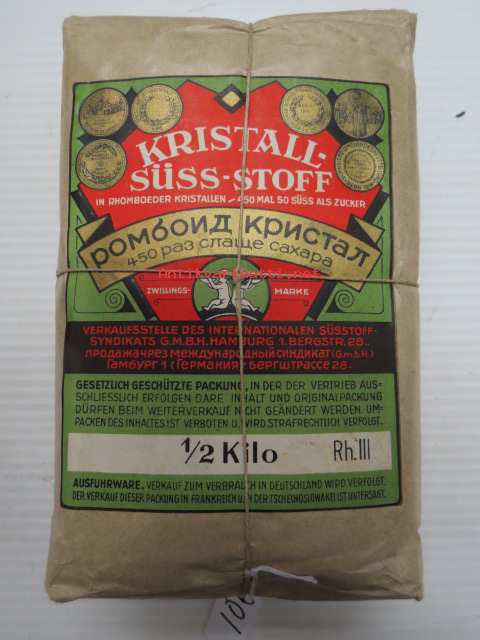 KRISTALL-
SÜSS-STOFF
IN RHOMBOEDER KRISTALLEN - 450 MAL SO SÜSS ALS ZUCKER
РОМБОИД КРИСТАЛ
450 раз слаще сахара
ZWILLINGS- MARKE
VERKAUFSSTELLE DES INTERNATIONALEN SÜSSTOFF-
SYNDIKATS G.M.B.H. HAMBURG 1. BERGSTR. 28..
продажачрез международный синдикат (G.m.b.H.)
Гамбург 1 (Германия) Бергштрассе 28.
GESETZLICH GESCHÜTZTE PACKUNG, IN DER DER VERTRIEB AUS-
SCHLIESSLICH ERFOLGEN DARF. INHALT UND ORIGINALPACKUNG
DÜRFEN BEIM WEITERVERKAUF NICHT GEÄNDERT WERDEN. UM-
PACKEN DES INHALTES IST VERBOTEN U. WIRD STRAFRECHTLICH VERFOLGT.
1/2 Kilo Rh. III
AUSFUHRWARE. VERKAUF ZUM VERBRAUCH IN DEUTSCHLAND WIRD VERFOLGT.
DER VERKAUF DIESER PACKUNG IN FRANKREICH U. IN DER TSCHECHOSLOWAKEI IST UNTERSAGT.